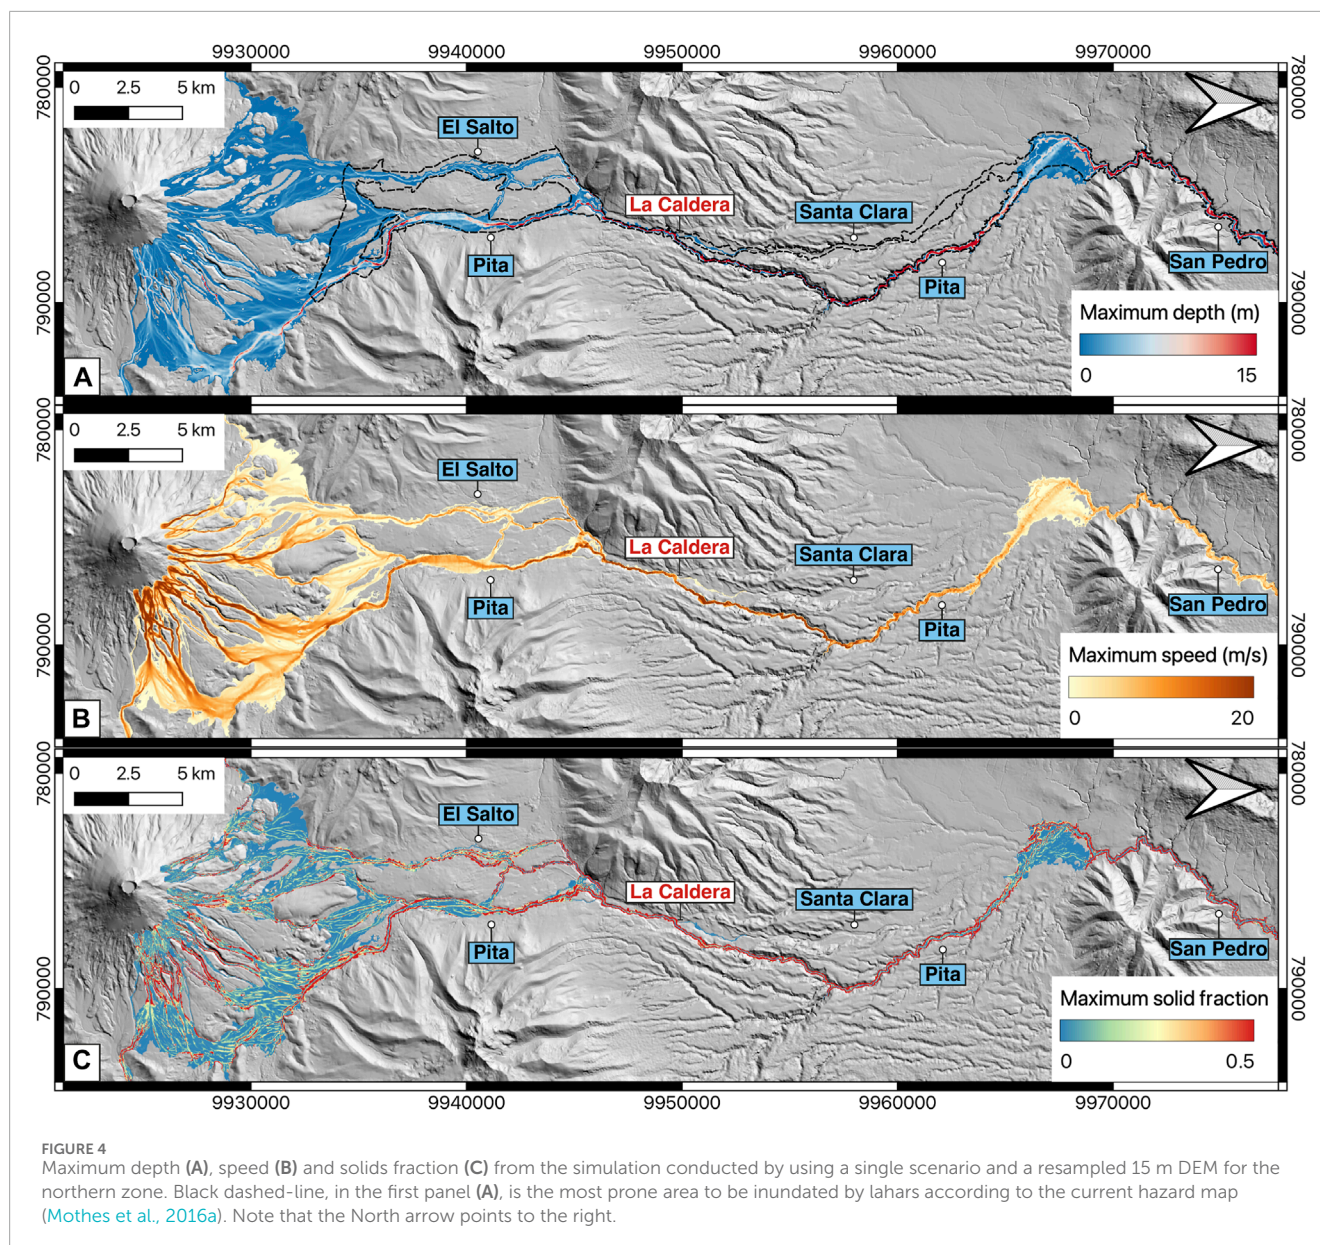 9930000 9940000 9950000 9960000 9970000
780000
0 2.5 5 km
El Salto
780000
La Caldera
Santa Clara
Pita
Pita
San Pedro
790000
790000
Maximum depth (m)
0 15
A
780000
0 2.5 5 km
El Salto
780000
La Caldera
Santa Clara
Pita
Pita
San Pedro
790000
790000
Maximum speed (m/s)
0 20
B
780000
0 2.5 5 km
El Salto
780000
La Caldera
Santa Clara
Pita
Pita
San Pedro
790000
790000
Maximum solid fraction
0 0.5
C
9930000 9940000 9950000 9960000 9970000
FIGURE 4
Maximum depth (A), speed (B) and solids fraction (C) from the simulation conducted by using a single scenario and a resampled 15 m DEM for the
northern zone. Black dashed-line, in the first panel (A), is the most prone area to be inundated by lahars according to the current hazard map
(Mothes et al., 2016a). Note that the North arrow points to the right.